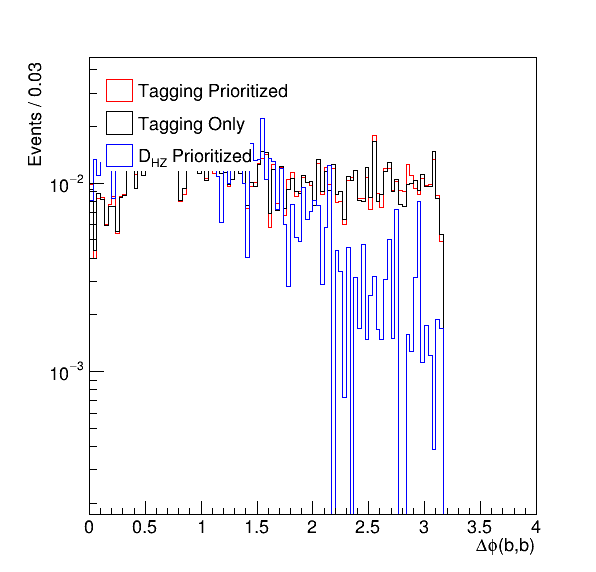 Events / 0.03
Tagging Prioritized
Tagging Only
D_HZ Prioritized
10^−2
10^−3
0 0.5 1 1.5 2 2.5 3 3.5 4
Δϕ(b,b)